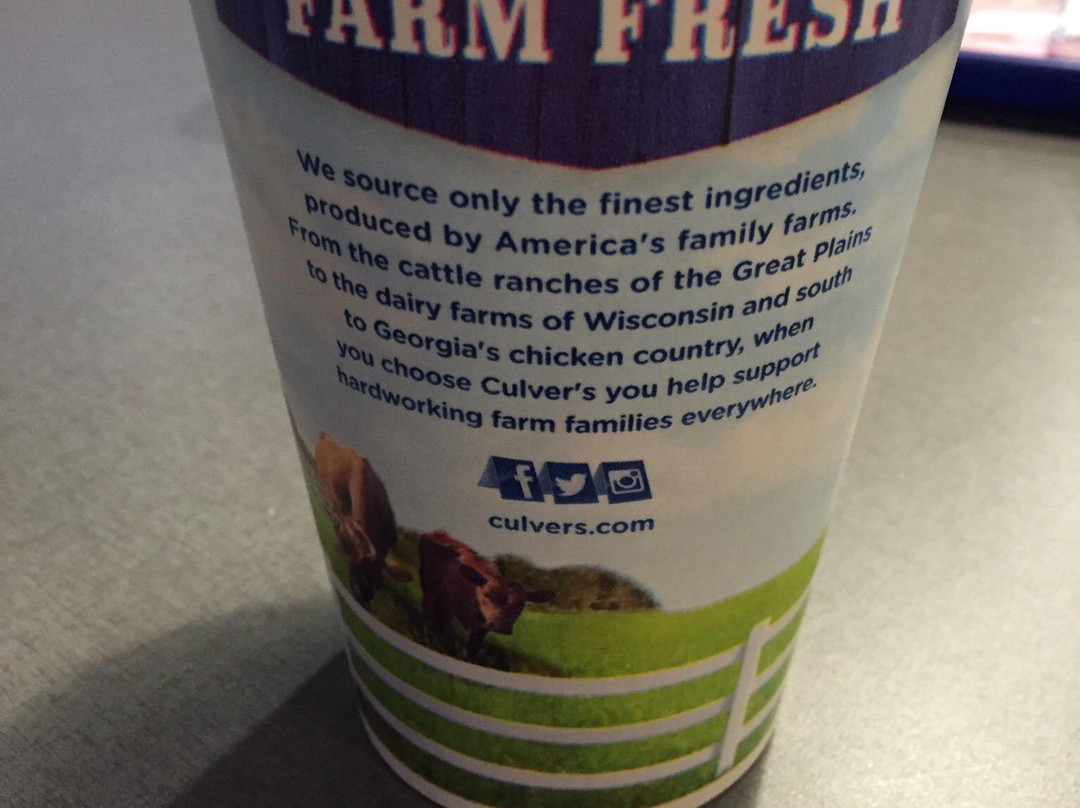 FARM FRESH
We source only the finest ingredients,
produced by America's family farms.
From the cattle ranches of the Great Plains
to the dairy farms of Wisconsin and south
to Georgia's chicken country, when
you choose Culver's you help support
hardworking farm families everywhere.
culvers.com